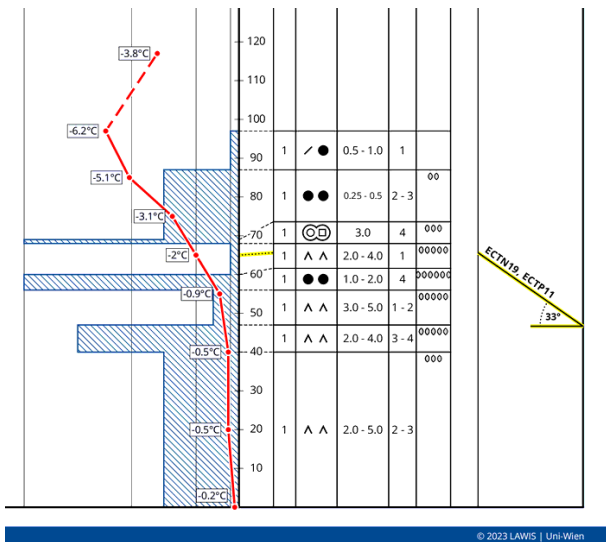 120
-3.8°C
110
100
-6.2°C
1 0.5 - 1.0 1
90
-5.1°C
1 0.25 - 0.5 2 - 3
80
-3.1°C
70
1 3.0 4
-2°C
1 ∧ ∧ 2.0 - 4.0 1
ECTN19, ECTP11
60
1 1.0 - 2.0 4
-0.9°C
1 ∧ ∧ 3.0 - 5.0 1 - 2
50
33°
1 ∧ ∧ 2.0 - 4.0 3 - 4
-0.5°C
40
30
-0.5°C
20
1 ∧ ∧ 2.0 - 5.0 2 - 3
10
-0.2°C
© 2023 LAWIS | Uni-Wien